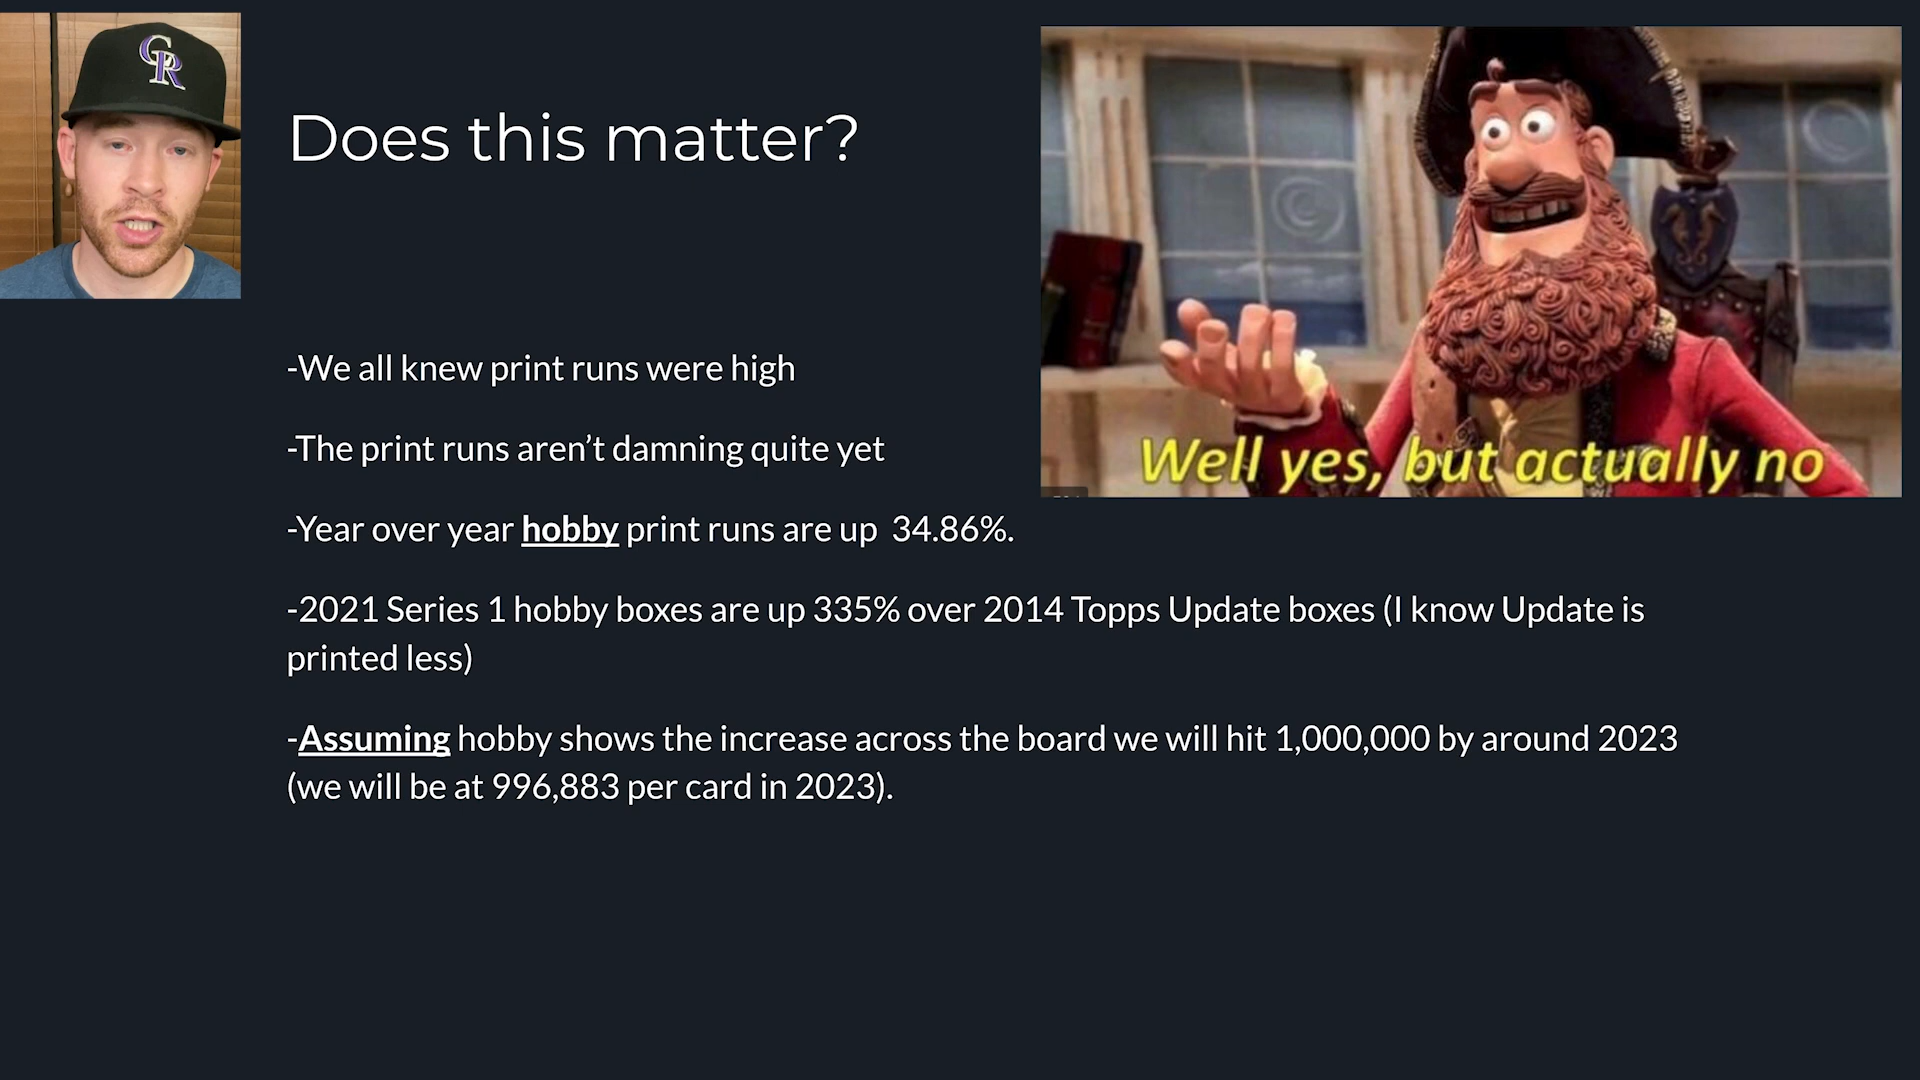 CR
Does this matter?
Well yes, but actually no
-We all knew print runs were high
-The print runs aren’t damning quite yet
-Year over year hobby print runs are up 34.86%.
-2021 Series 1 hobby boxes are up 335% over 2014 Topps Update boxes (I know Update is
printed less)
-Assuming hobby shows the increase across the board we will hit 1,000,000 by around 2023
(we will be at 996,883 per card in 2023).